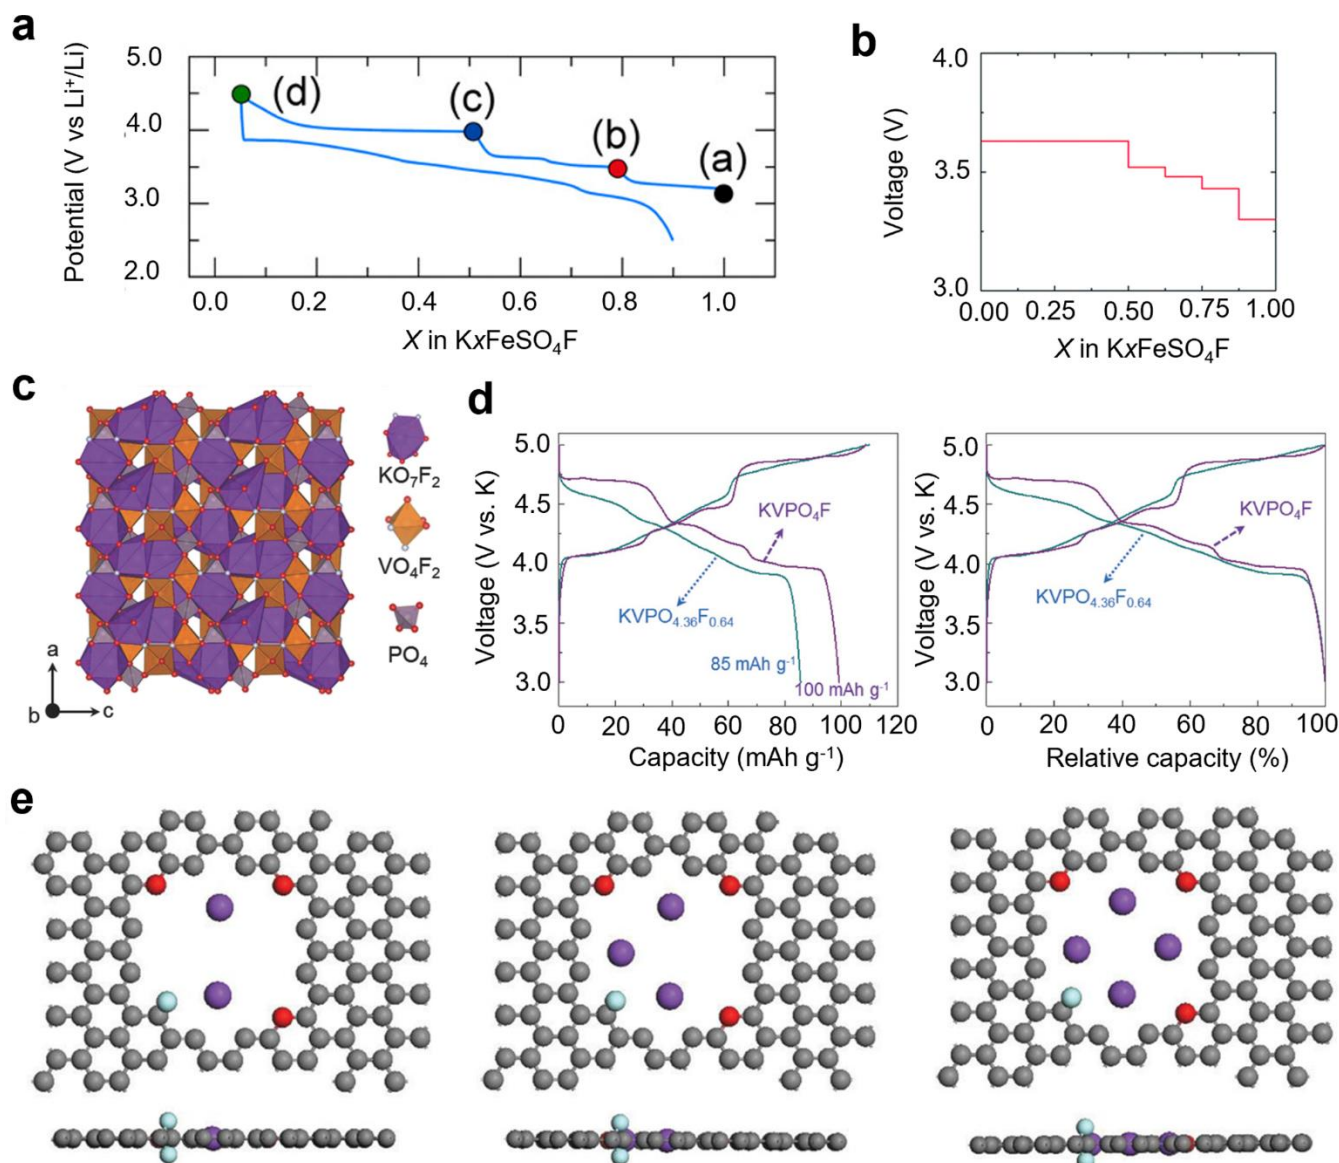 a
Potential (V vs Li⁺/Li)
5.0
4.0
3.0
2.0
(d)
(c)
(b)
(a)
0.0 0.2 0.4 0.6 0.8 1.0
X in KxFeSO₄F
b
Voltage (V)
4.0
3.5
3.0
0.00 0.25 0.50 0.75 1.00
X in KxFeSO₄F
c
KO₇F₂
VO₄F₂
PO₄
a
b
c
d
Voltage (V vs. K)
5.0
4.5
4.0
3.5
3.0
KVPO₄F
KVPO₄.₃₆F₀.₆₄
85 mAh g⁻¹
100 mAh g⁻¹
0 20 40 60 80 100 120
Capacity (mAh g⁻¹)
Voltage (V vs. K)
5.0
4.5
4.0
3.5
3.0
KVPO₄F
KVPO₄.₃₆F₀.₆₄
0 20 40 60 80 100
Relative capacity (%)
e